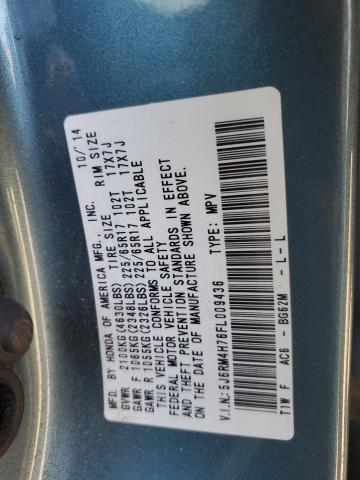 MFD. BY HONDA OF AMERICA MFG., INC. 10/14
GVWR 2100KG(4630LBS) TIRE SIZE RIM SIZE
GAWR F 1065KG(2348LBS) 225/65R17 102T 17X7J
GAWR R 1055KG(2326LBS) 225/65R17 102T 17X7J
THIS VEHICLE CONFORMS TO ALL APPLICABLE
FEDERAL MOTOR VEHICLE SAFETY, BUMPER, AND
THEFT PREVENTION STANDARDS IN EFFECT ON THE
DATE OF MANUFACTURE SHOWN ABOVE.
V.I.N.: 5J6RM4H76FL009436 TYPE: MPV
T1W F AC6 - BG62M - L - L